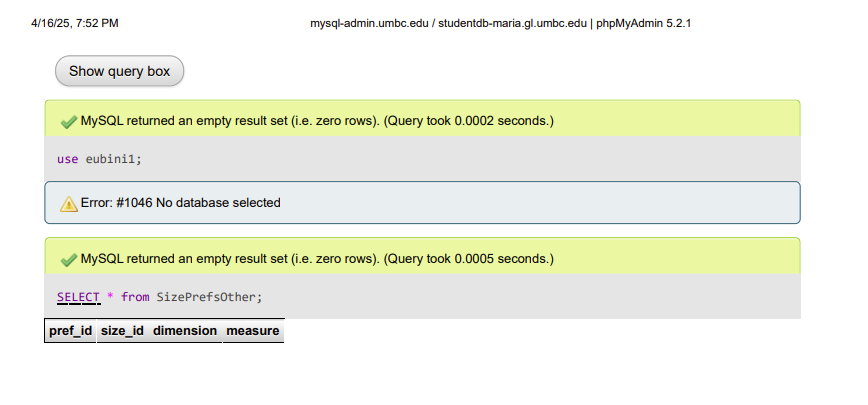 4/16/25, 7:52 PM mysql-admin.umbc.edu / studentdb-maria.gl.umbc.edu | phpMyAdmin 5.2.1
Show query box
MySQL returned an empty result set (i.e. zero rows). (Query took 0.0002 seconds.)
use eubini1;
Error: #1046 No database selected
MySQL returned an empty result set (i.e. zero rows). (Query took 0.0005 seconds.)
SELECT * from SizePrefsOther;
pref_id size_id dimension measure